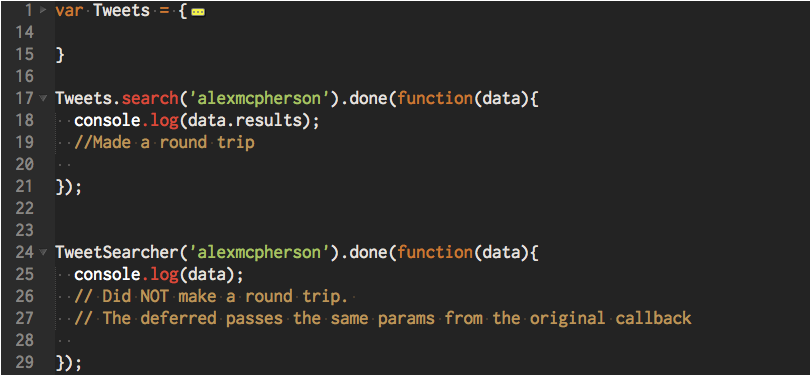 1 var Tweets = {
14
15 }
16
17 Tweets.search('alexmcpherson').done(function(data){
18 console.log(data.results);
19 //Made a round trip
20
21 });
22
23
24 TweetSearcher('alexmcpherson').done(function(data){
25 console.log(data);
26 // Did NOT make a round trip.
27 // The deferred passes the same params from the original callback
28
29 });